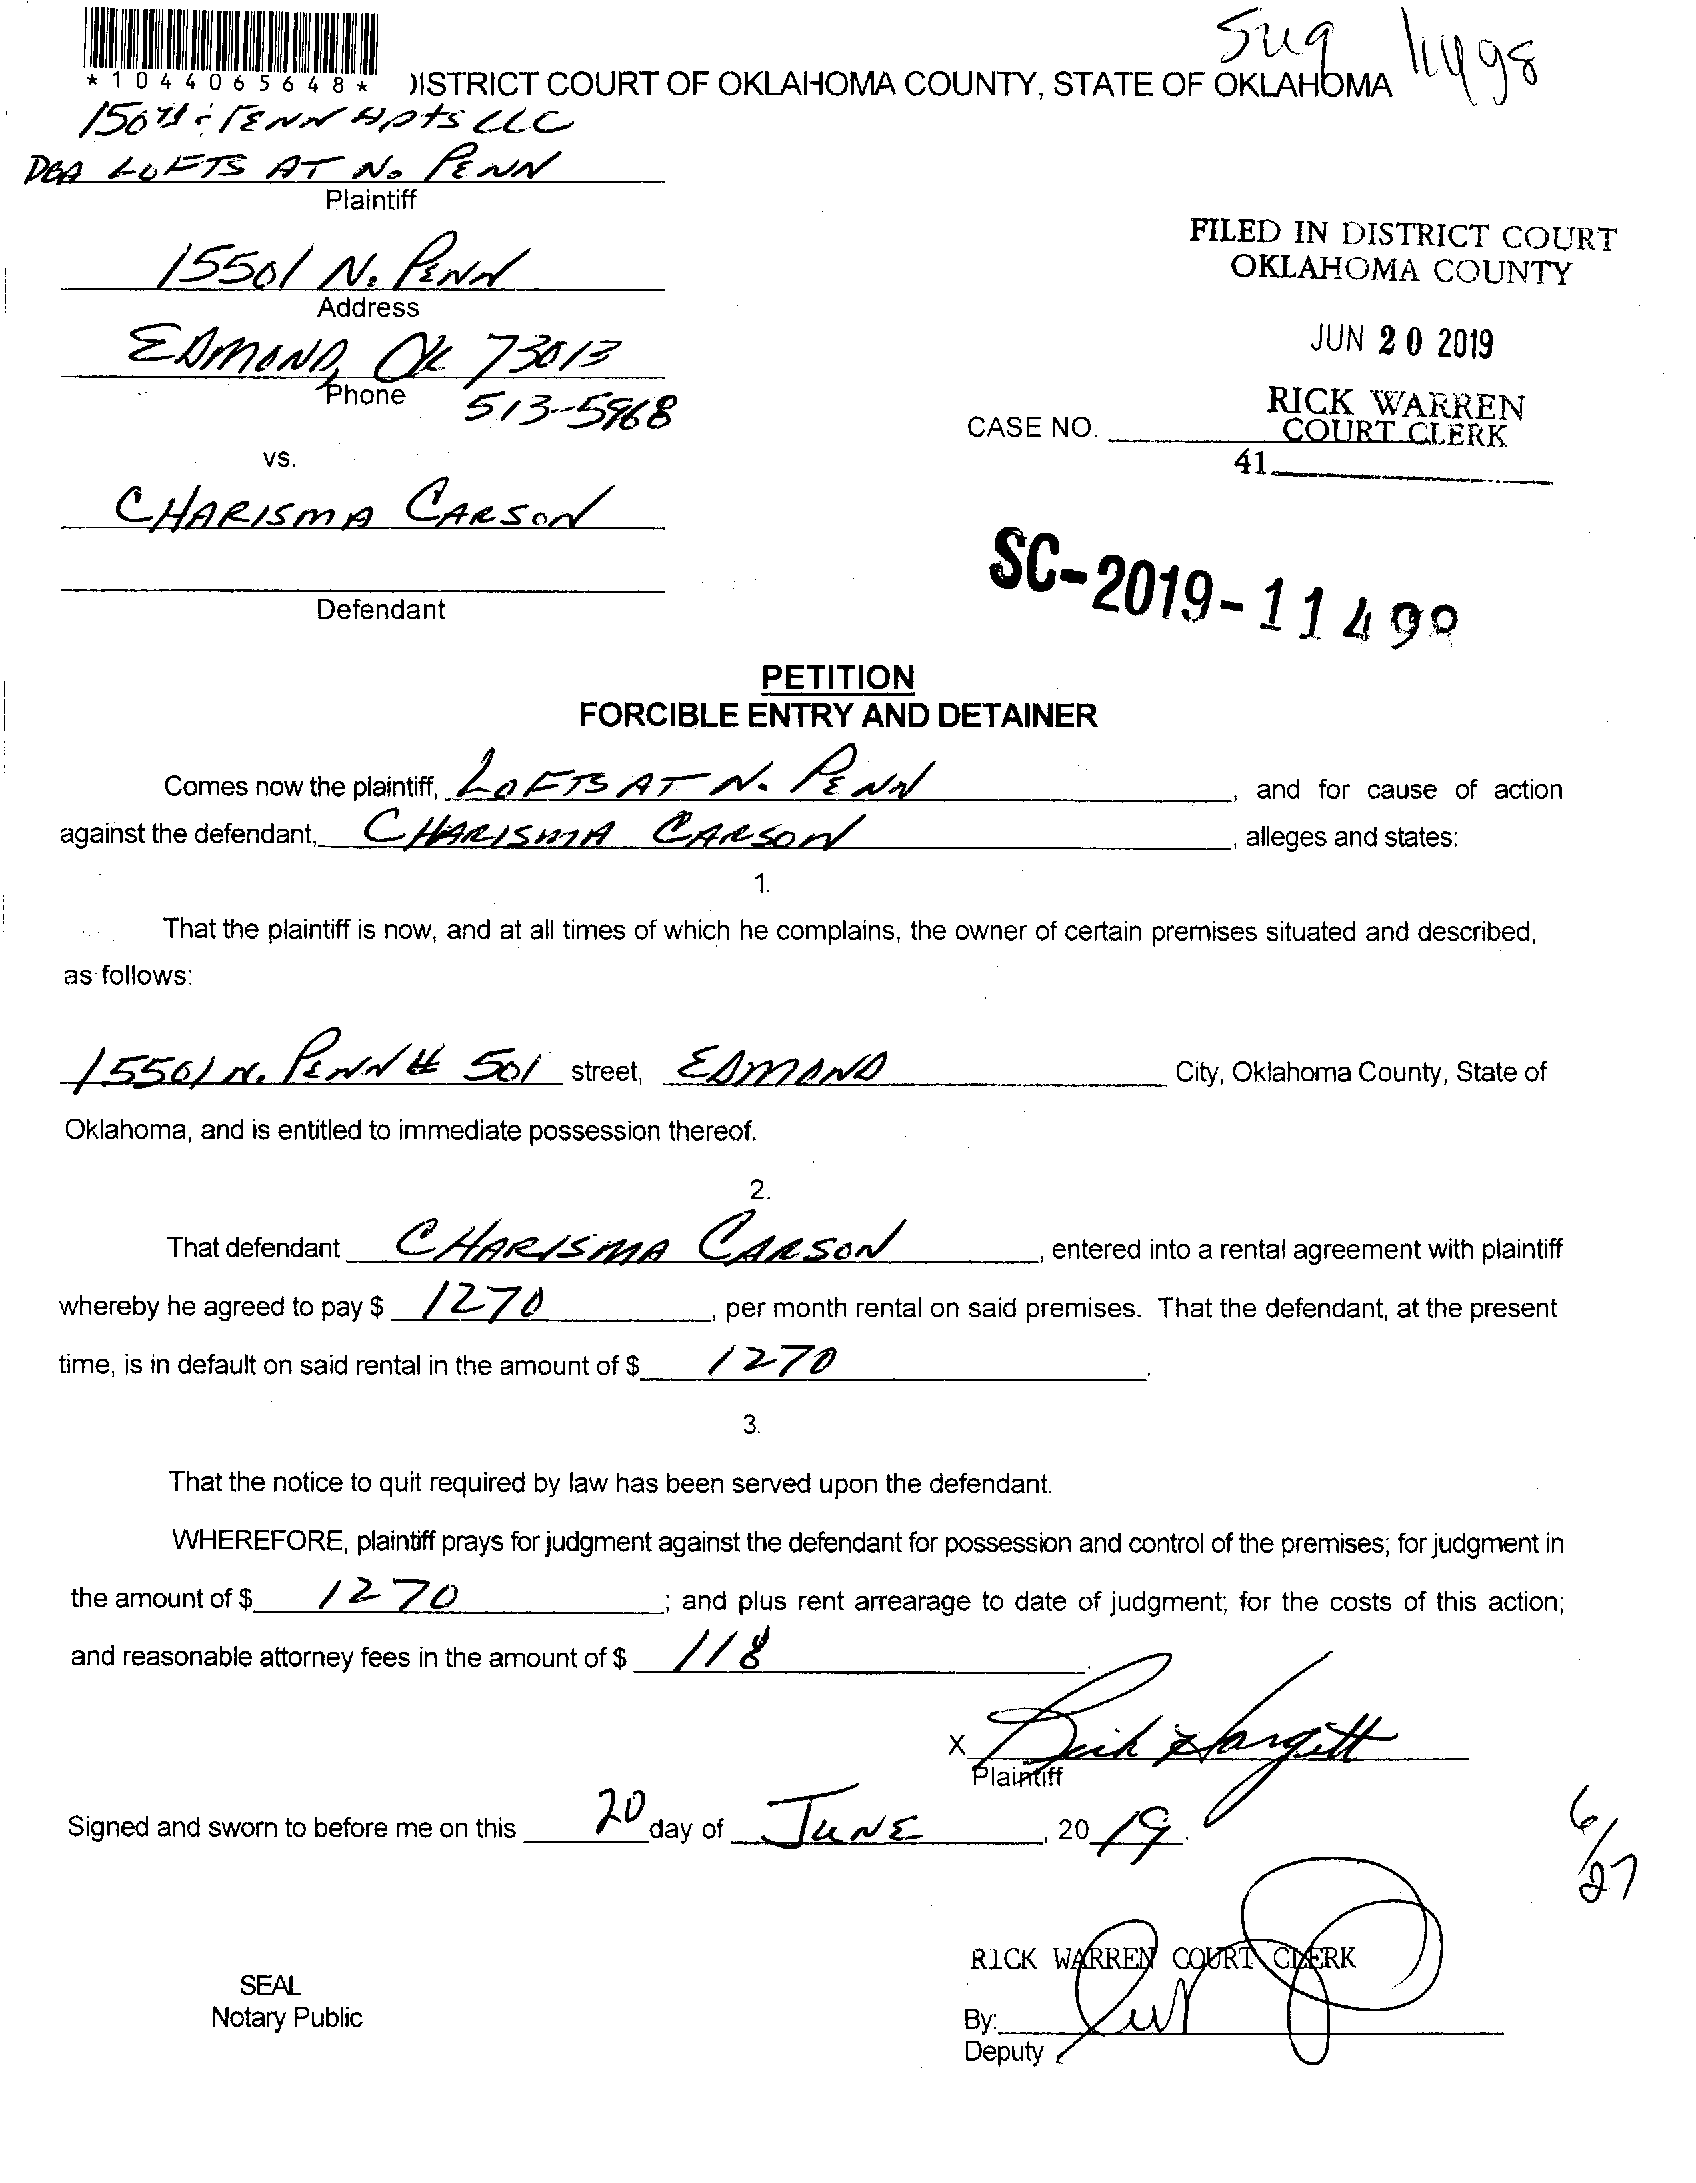 *1044065648*
DISTRICT COURT OF OKLAHOMA COUNTY, STATE OF OKLAHOMA
150th & PENN Apts LLC
DBA LOFTS AT No PENN
Plaintiff
15501 N. PENN
Address
EDMOND, OK 73013
Phone 513-5968
FILED IN DISTRICT COURT
OKLAHOMA COUNTY
JUN 20 2019
RICK WARREN
COURT CLERK
CASE NO.
41
vs.
CHARISMA CARSON
Defendant
SC-2019-11498
PETITION
FORCIBLE ENTRY AND DETAINER
Comes now the plaintiff, LOFTS AT N. PENN, and for cause of action
against the defendant, CHARISMA CARSON, alleges and states:
1.
That the plaintiff is now, and at all times of which he complains, the owner of certain premises situated and described,
as follows:
15501 N. PENN # 501 street, EDMOND City, Oklahoma County, State of
Oklahoma, and is entitled to immediate possession thereof.
2.
That defendant CHARISMA CARSON, entered into a rental agreement with plaintiff
whereby he agreed to pay $ 1270, per month rental on said premises. That the defendant, at the present
time, is in default on said rental in the amount of $ 1270.
3.
That the notice to quit required by law has been served upon the defendant.
WHEREFORE, plaintiff prays for judgment against the defendant for possession and control of the premises; for judgment in
the amount of $ 1270; and plus rent arrearage to date of judgment; for the costs of this action;
and reasonable attorney fees in the amount of $ 118.
X Rick Hargett
Plaintiff
Signed and sworn to before me on this 20 day of JUNE, 2019.
6/27
RICK WARREN COURT CLERK
SEAL
Notary Public
By:
Deputy